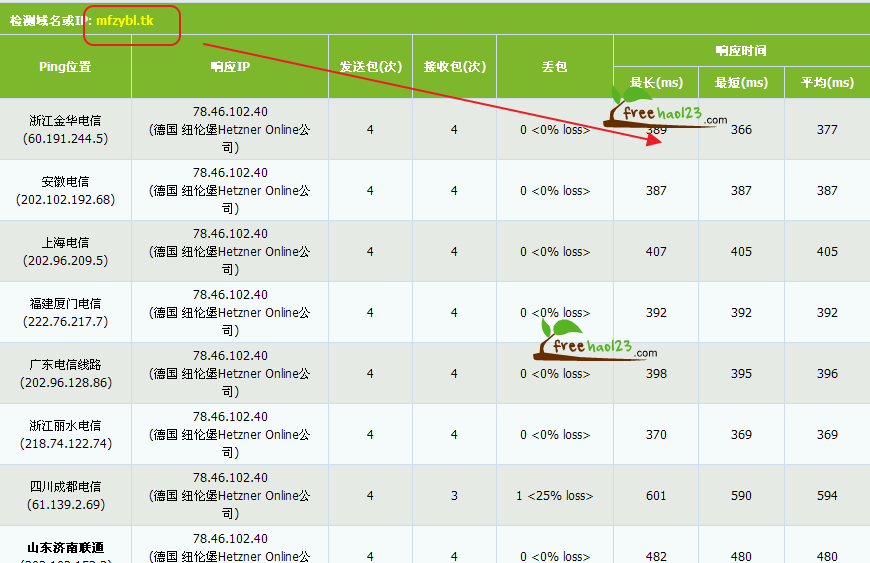 检测域名或IP: mfzybl.tk
Ping位置 响应IP 发送包(次) 接收包(次) 丢包 响应时间
最长(ms) 最短(ms) 平均(ms)
freehao123.com
浙江金华电信
(60.191.244.5)
78.46.102.40
(德国 纽伦堡Hetzner Online公
司)
4 4 0 <0% loss> 389 366 377
安徽电信
(202.102.192.68)
78.46.102.40
(德国 纽伦堡Hetzner Online公
司)
4 4 0 <0% loss> 387 387 387
上海电信
(202.96.209.5)
78.46.102.40
(德国 纽伦堡Hetzner Online公
司)
4 4 0 <0% loss> 407 405 405
福建厦门电信
(222.76.217.7)
78.46.102.40
(德国 纽伦堡Hetzner Online公
司)
4 4 0 <0% loss> 392 392 392
freehao123.com
广东电信线路
(202.96.128.86)
78.46.102.40
(德国 纽伦堡Hetzner Online公
司)
4 4 0 <0% loss> 398 395 396
浙江丽水电信
(218.74.122.74)
78.46.102.40
(德国 纽伦堡Hetzner Online公
司)
4 4 0 <0% loss> 370 369 369
四川成都电信
(61.139.2.69)
78.46.102.40
(德国 纽伦堡Hetzner Online公
司)
4 3 1 <25% loss> 601 590 594
山东济南联通
78.46.102.40
(德国 纽伦堡Hetzner Online公
4 4 0 <0% loss> 482 480 480